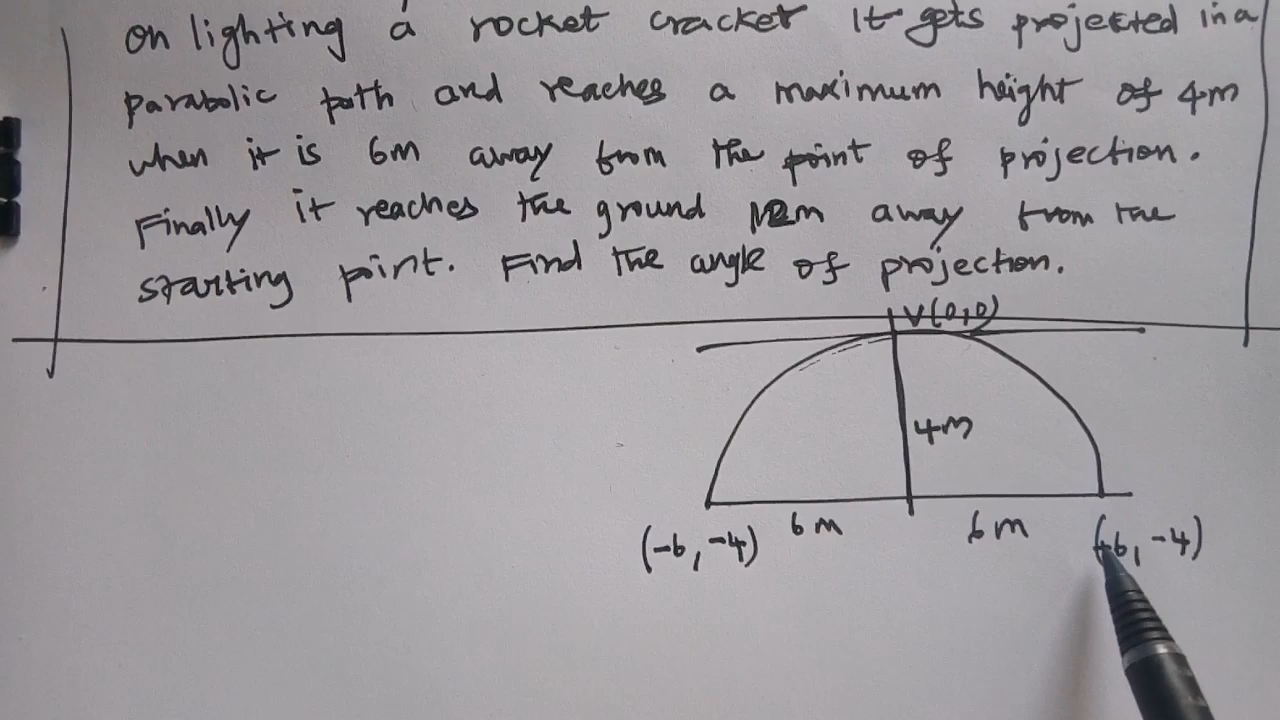 on lighting a rocket cracket it gets projected in a
parabolic path and reaches a maximum height of 4m
when it is 6m away from the point of projection.
Finally it reaches the ground 12m away from the
starting point. Find the angle of projection.
V(0,0)
4m
6m 6m
(-6,-4) (+6,-4)